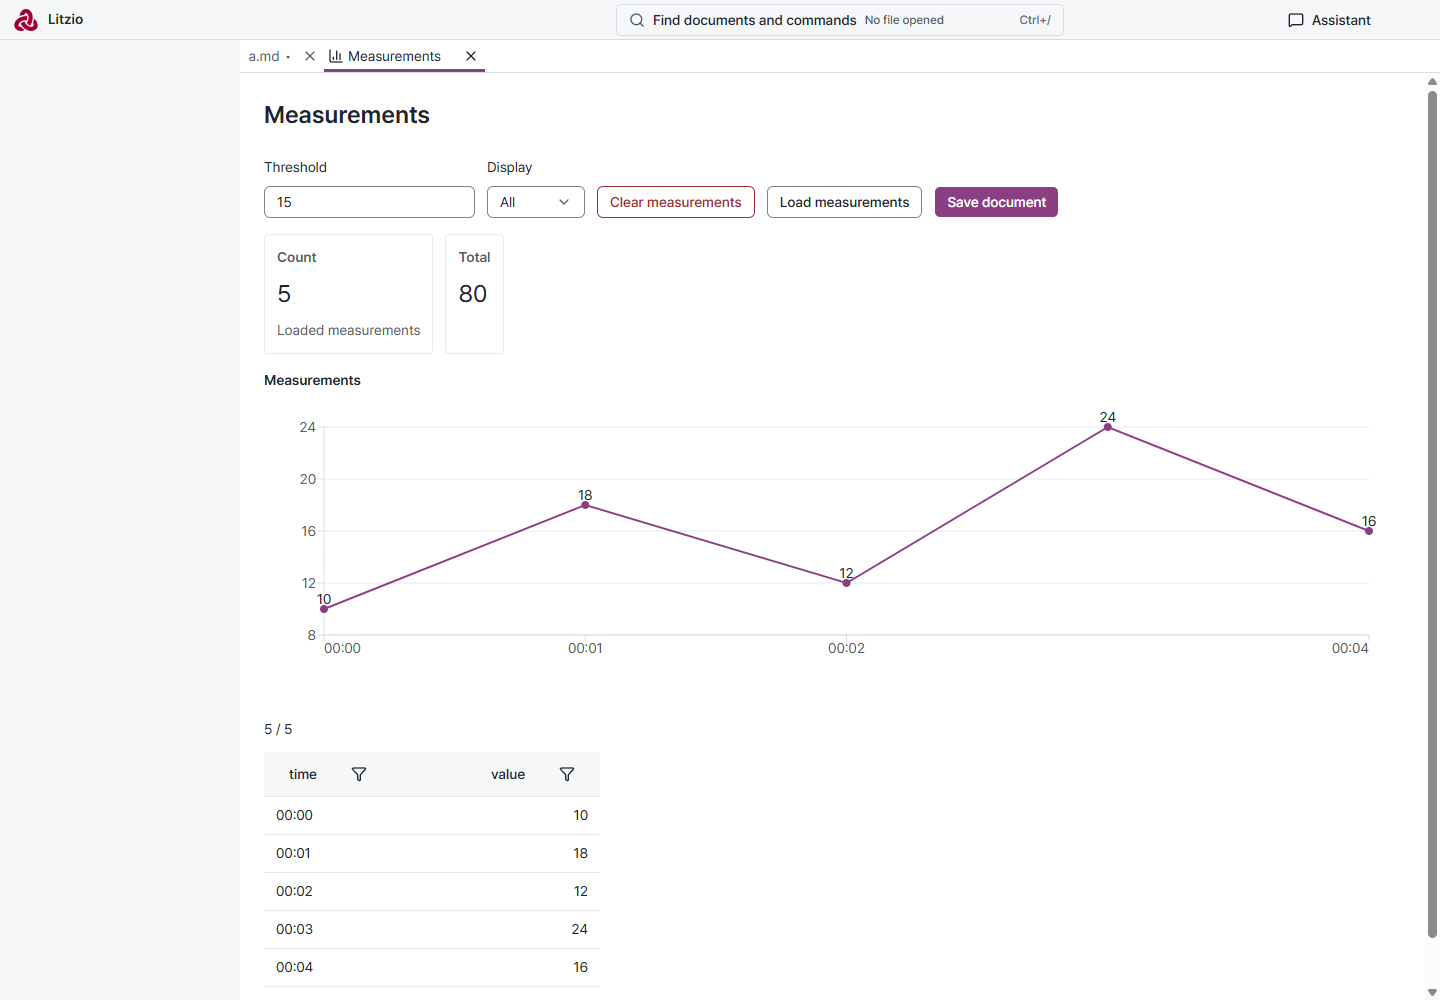 Litzio
Find documents and commands No file opened Ctrl+/
Assistant
a.md •
Measurements
Measurements
Threshold
Display
15
All
Clear measurements
Load measurements
Save document
Count
5
Loaded measurements
Total
80
Measurements
24
20
16
12
8
10
18
12
24
16
00:00
00:01
00:02
00:04
5 / 5
time value
00:00 10
00:01 18
00:02 12
00:03 24
00:04 16